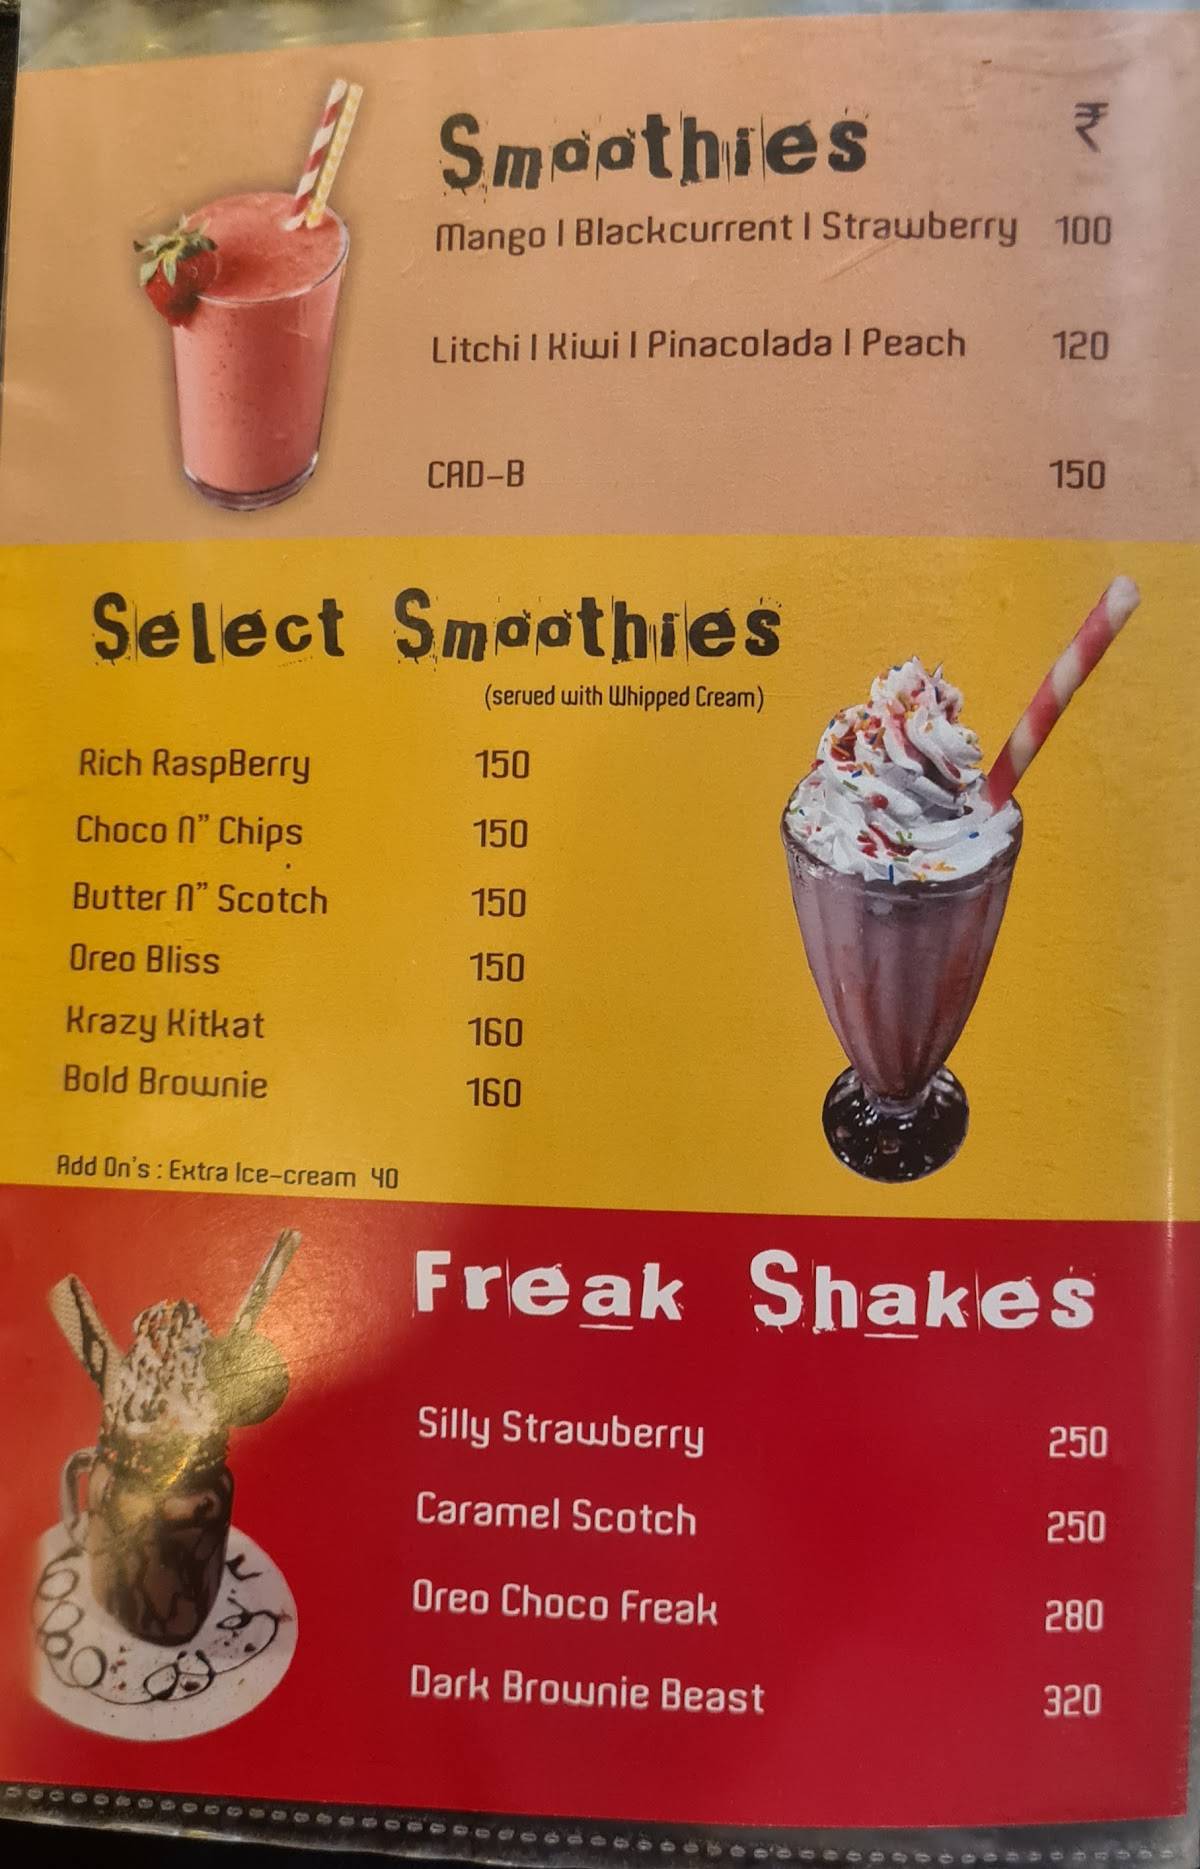 Smoothies ₹
Mango | Blackcurrent | Strawberry 100
Litchi | Kiwi | Pinacolada | Peach 120
CAD-B 150
Select Smoothies
(served with Whipped Cream)
Rich RaspBerry 150
Choco N" Chips 150
Butter N" Scotch 150
Oreo Bliss 150
Krazy Kitkat 160
Bold Brownie 160
Add On's : Extra Ice-cream 40
Freak Shakes
Silly Strawberry 250
Caramel Scotch 250
Oreo Choco Freak 280
Dark Brownie Beast 320